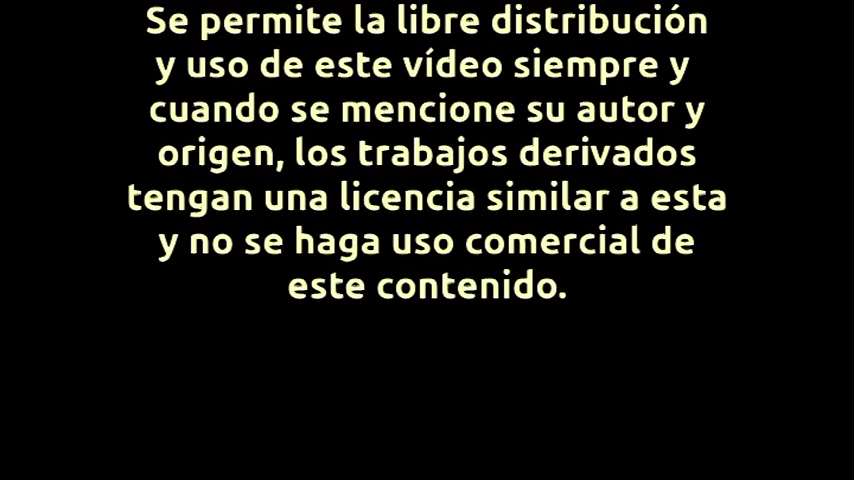 Se permite la libre distribución
y uso de este vídeo siempre y
cuando se mencione su autor y
origen, los trabajos derivados
tengan una licencia similar a esta
y no se haga uso comercial de
este contenido.